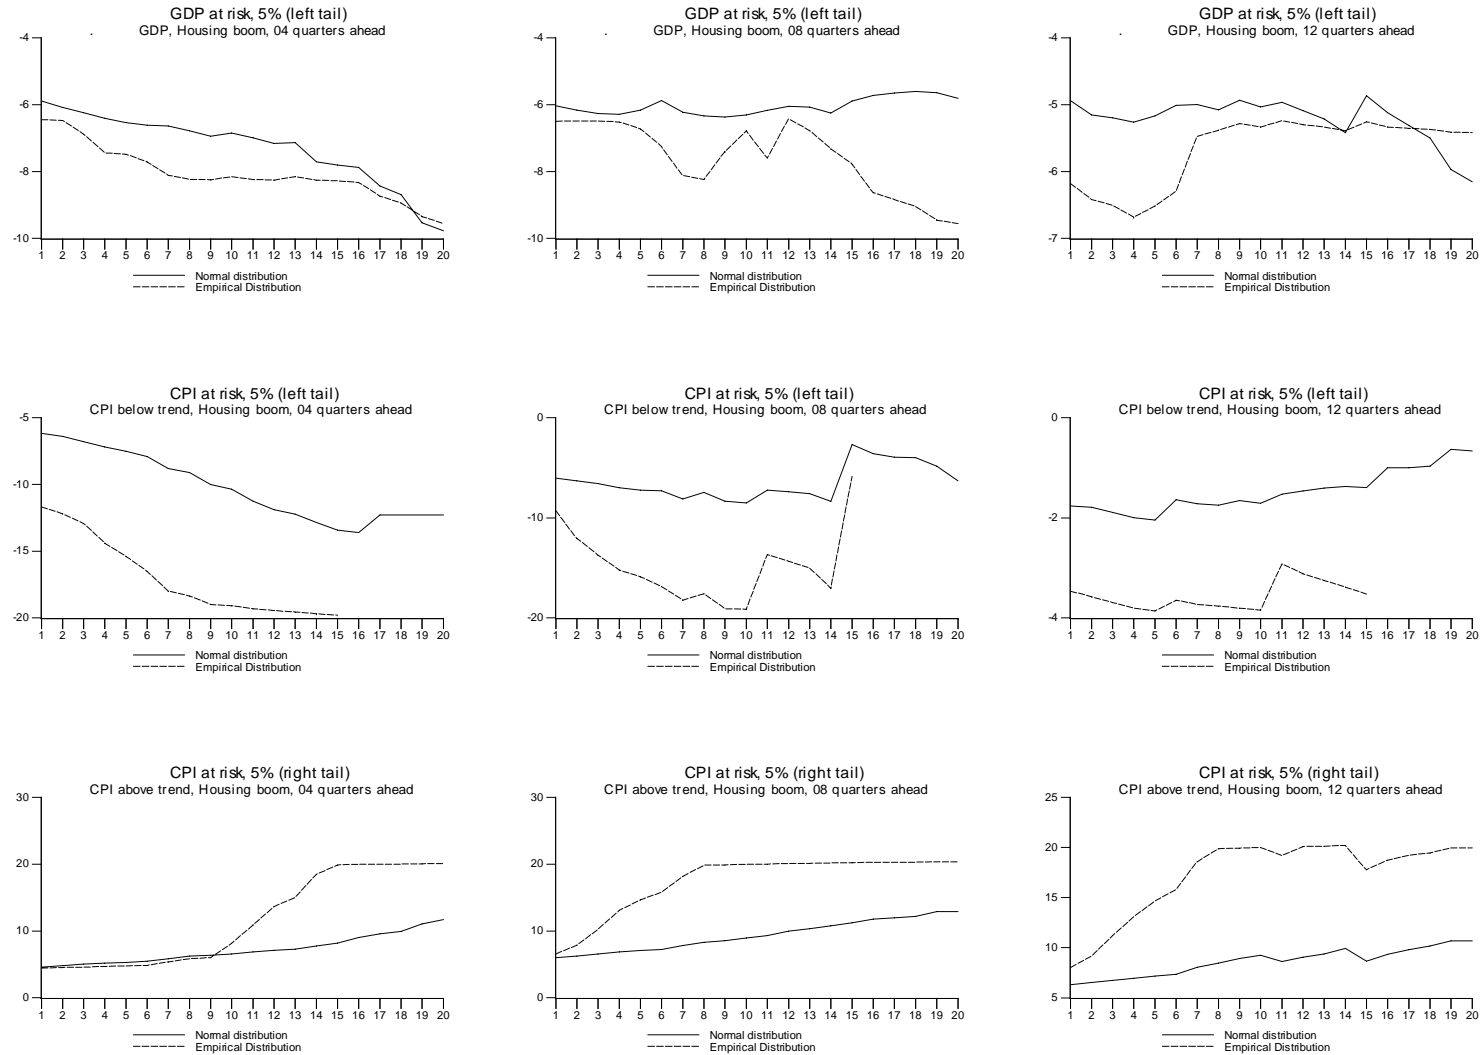 GDP at risk, 5% (left tail)
GDP, Housing boom, 04 quarters ahead
-4
-6
-8
-10
1 2 3 4 5 6 7 8 9 10 11 12 13 14 15 16 17 18 19 20
Normal distribution
Empirical Distribution
GDP at risk, 5% (left tail)
GDP, Housing boom, 08 quarters ahead
-4
-6
-8
-10
1 2 3 4 5 6 7 8 9 10 11 12 13 14 15 16 17 18 19 20
Normal distribution
Empirical Distribution
GDP at risk, 5% (left tail)
GDP, Housing boom, 12 quarters ahead
-4
-5
-6
-7
1 2 3 4 5 6 7 8 9 10 11 12 13 14 15 16 17 18 19 20
Normal distribution
Empirical Distribution
CPI at risk, 5% (left tail)
CPI below trend, Housing boom, 04 quarters ahead
-5
-10
-15
-20
1 2 3 4 5 6 7 8 9 10 11 12 13 14 15 16 17 18 19 20
Normal distribution
Empirical Distribution
CPI at risk, 5% (left tail)
CPI below trend, Housing boom, 08 quarters ahead
0
-10
-20
1 2 3 4 5 6 7 8 9 10 11 12 13 14 15 16 17 18 19 20
Normal distribution
Empirical Distribution
CPI at risk, 5% (left tail)
CPI below trend, Housing boom, 12 quarters ahead
0
-2
-4
1 2 3 4 5 6 7 8 9 10 11 12 13 14 15 16 17 18 19 20
Normal distribution
Empirical Distribution
CPI at risk, 5% (right tail)
CPI above trend, Housing boom, 04 quarters ahead
30
20
10
0
1 2 3 4 5 6 7 8 9 10 11 12 13 14 15 16 17 18 19 20
Normal distribution
Empirical Distribution
CPI at risk, 5% (right tail)
CPI above trend, Housing boom, 08 quarters ahead
30
20
10
0
1 2 3 4 5 6 7 8 9 10 11 12 13 14 15 16 17 18 19 20
Normal distribution
Empirical Distribution
CPI at risk, 5% (right tail)
CPI above trend, Housing boom, 12 quarters ahead
25
20
15
10
5
1 2 3 4 5 6 7 8 9 10 11 12 13 14 15 16 17 18 19 20
Normal distribution
Empirical Distribution